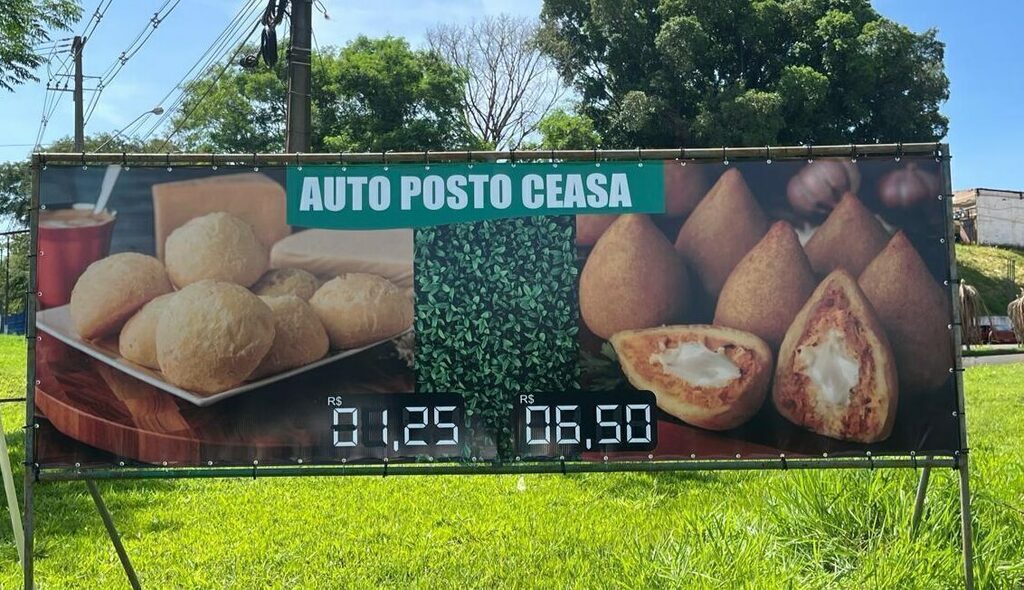 AUTO POSTO CEASA
R$ 01,25
R$ 06,50